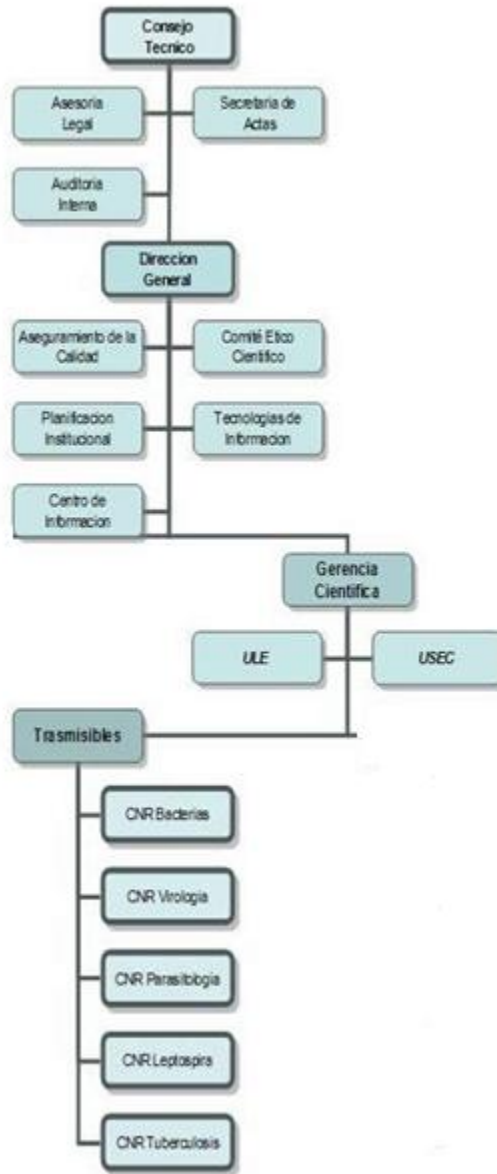 Consejo
Tecnico
Asesoria
Legal
Secretaria de
Actas
Auditoria
Interna
Direccion
General
Aseguramiento de la
Calidad
Comité Etico
Cientifico
Planificacion
Institucional
Tecnologias de
Informacion
Centro de
Informacion
Gerencia
Cientifica
ULE
USEC
Trasmisibles
CNR Bacterias
CNR Virologia
CNR Parasitologia
CNR Leptospira
CNR Tuberculosis